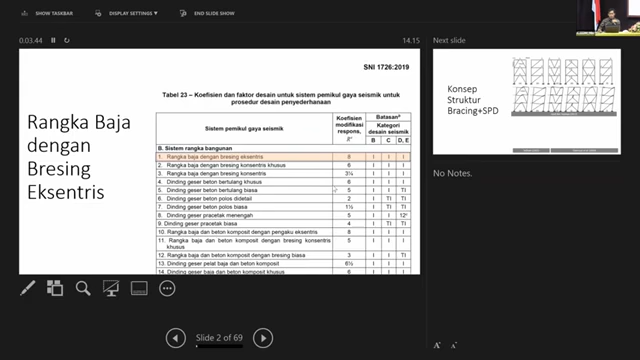 SHOW TASKBAR
DISPLAY SETTINGS
END SLIDE SHOW
0:03.44
14.15
Next slide
SNI 1726:2019
Rangka Baja
dengan
Bresing
Eksentris
Tabel 23 – Koefisien dan faktor desain untuk sistem pemikul gaya seismik untuk
prosedur desain penyederhanaan
Sistem pemikul gaya seismik
Koefisien
modifikasi
respons,
Rᵃ
Batasanᵃ
Kategori
desain seismik
B C D, E
B. Sistem rangka bangunan
1. Rangka baja dengan bresing eksentris 8 I I I
2. Rangka baja dengan bresing konsentris khusus 6 I I I
3. Rangka baja dengan bresing konsentris 3¼ I I I
4. Dinding geser beton bertulang khusus 6 I I I
5. Dinding geser beton bertulang biasa 5 I I TI
6. Dinding geser beton polos didetail 2 I TI TI
7. Dinding geser beton polos biasa 1½ I TI TI
8. Dinding geser pracetak menengah 5 I I 12ᶜ
9. Dinding geser pracetak biasa 4 I TI TI
10. Rangka baja dan beton komposit dengan pengaku eksentris 8 I I I
11. Rangka baja dan beton komposit dengan bresing konsentris
khusus 5 I I I
12. Rangka baja dan beton komposit dengan bresing biasa 3 I I TI
13. Dinding geser pelat baja dan beton komposit 6½ I I I
14. Dinding geser baja dan beton komposit khusus 6 I I I
Konsep
Struktur
Bracing+SPD
No Notes.
Slide 2 of 69